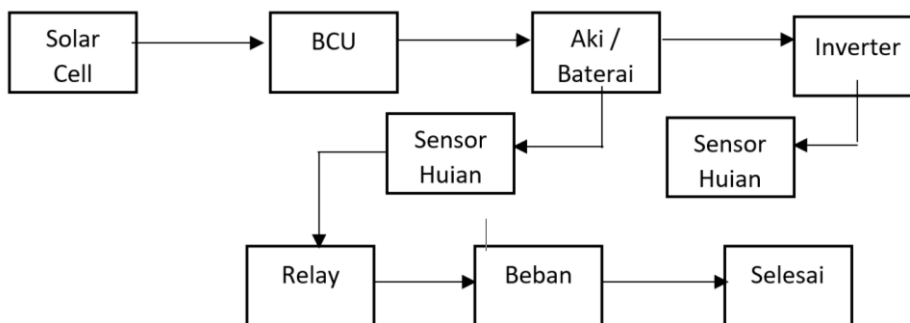 Solar
Cell
BCU
Aki /
Baterai
Inverter
Sensor
Huian
Sensor
Huian
Relay
Beban
Selesai